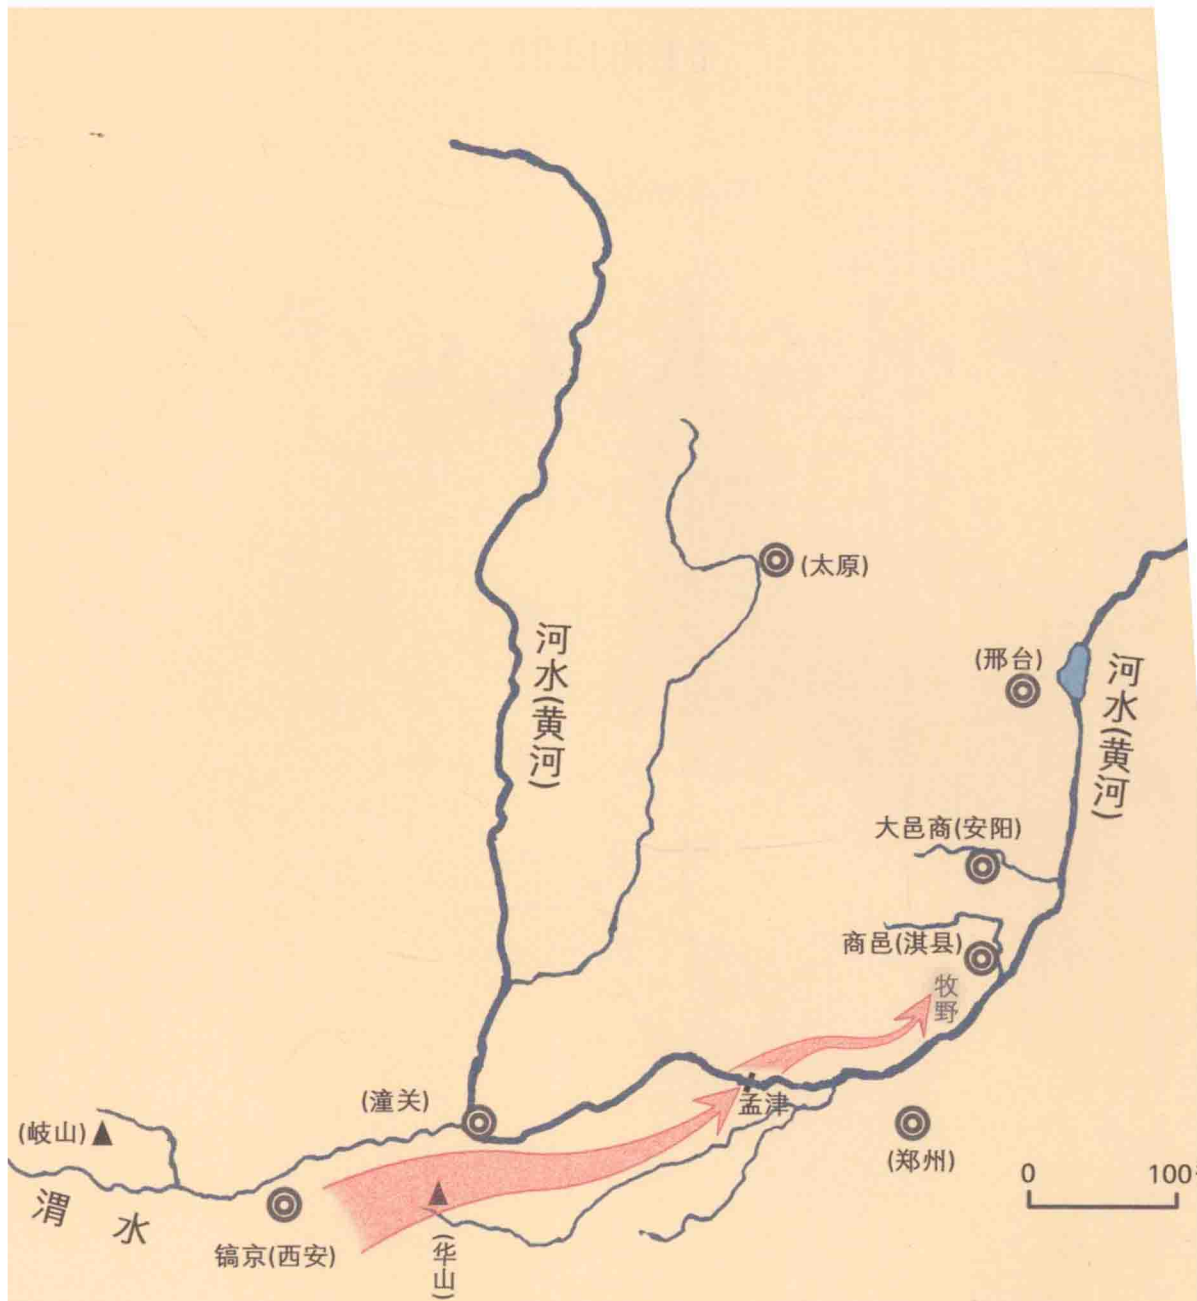 (太原)
河水(黄河)
(邢台)
河水(黄河)
大邑商(安阳)
商邑(淇县)
牧野
(潼关)
孟津
(岐山)
(郑州)
0 100
渭水
镐京(西安)
(华山)